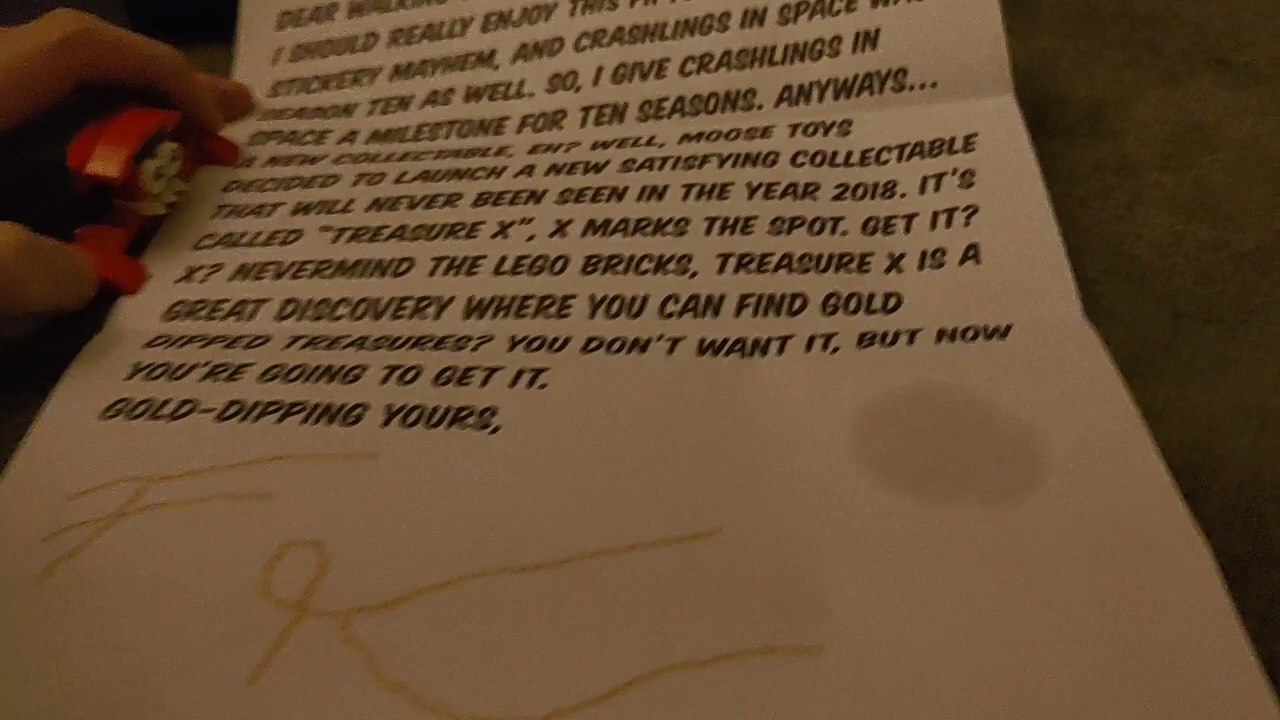 DEAR
I SHOULD REALLY ENJOY THIS
STICKERY MAYHEM, AND CRASHLINGS IN SPACE
SEASON TEN AS WELL. SO, I GIVE CRASHLINGS IN
SPACE A MILESTONE FOR TEN SEASONS. ANYWAYS...
A NEW COLLECTABLE, EH? WELL, MOOSE TOYS
DECIDED TO LAUNCH A NEW SATISFYING COLLECTABLE
THAT WILL NEVER BEEN SEEN IN THE YEAR 2018. IT'S
CALLED "TREASURE X", X MARKS THE SPOT. GET IT?
X? NEVERMIND THE LEGO BRICKS, TREASURE X IS A
GREAT DISCOVERY WHERE YOU CAN FIND GOLD
DIPPED TREASURES? YOU DON'T WANT IT, BUT NOW
YOU'RE GOING TO GET IT.
GOLD-DIPPING YOURS,